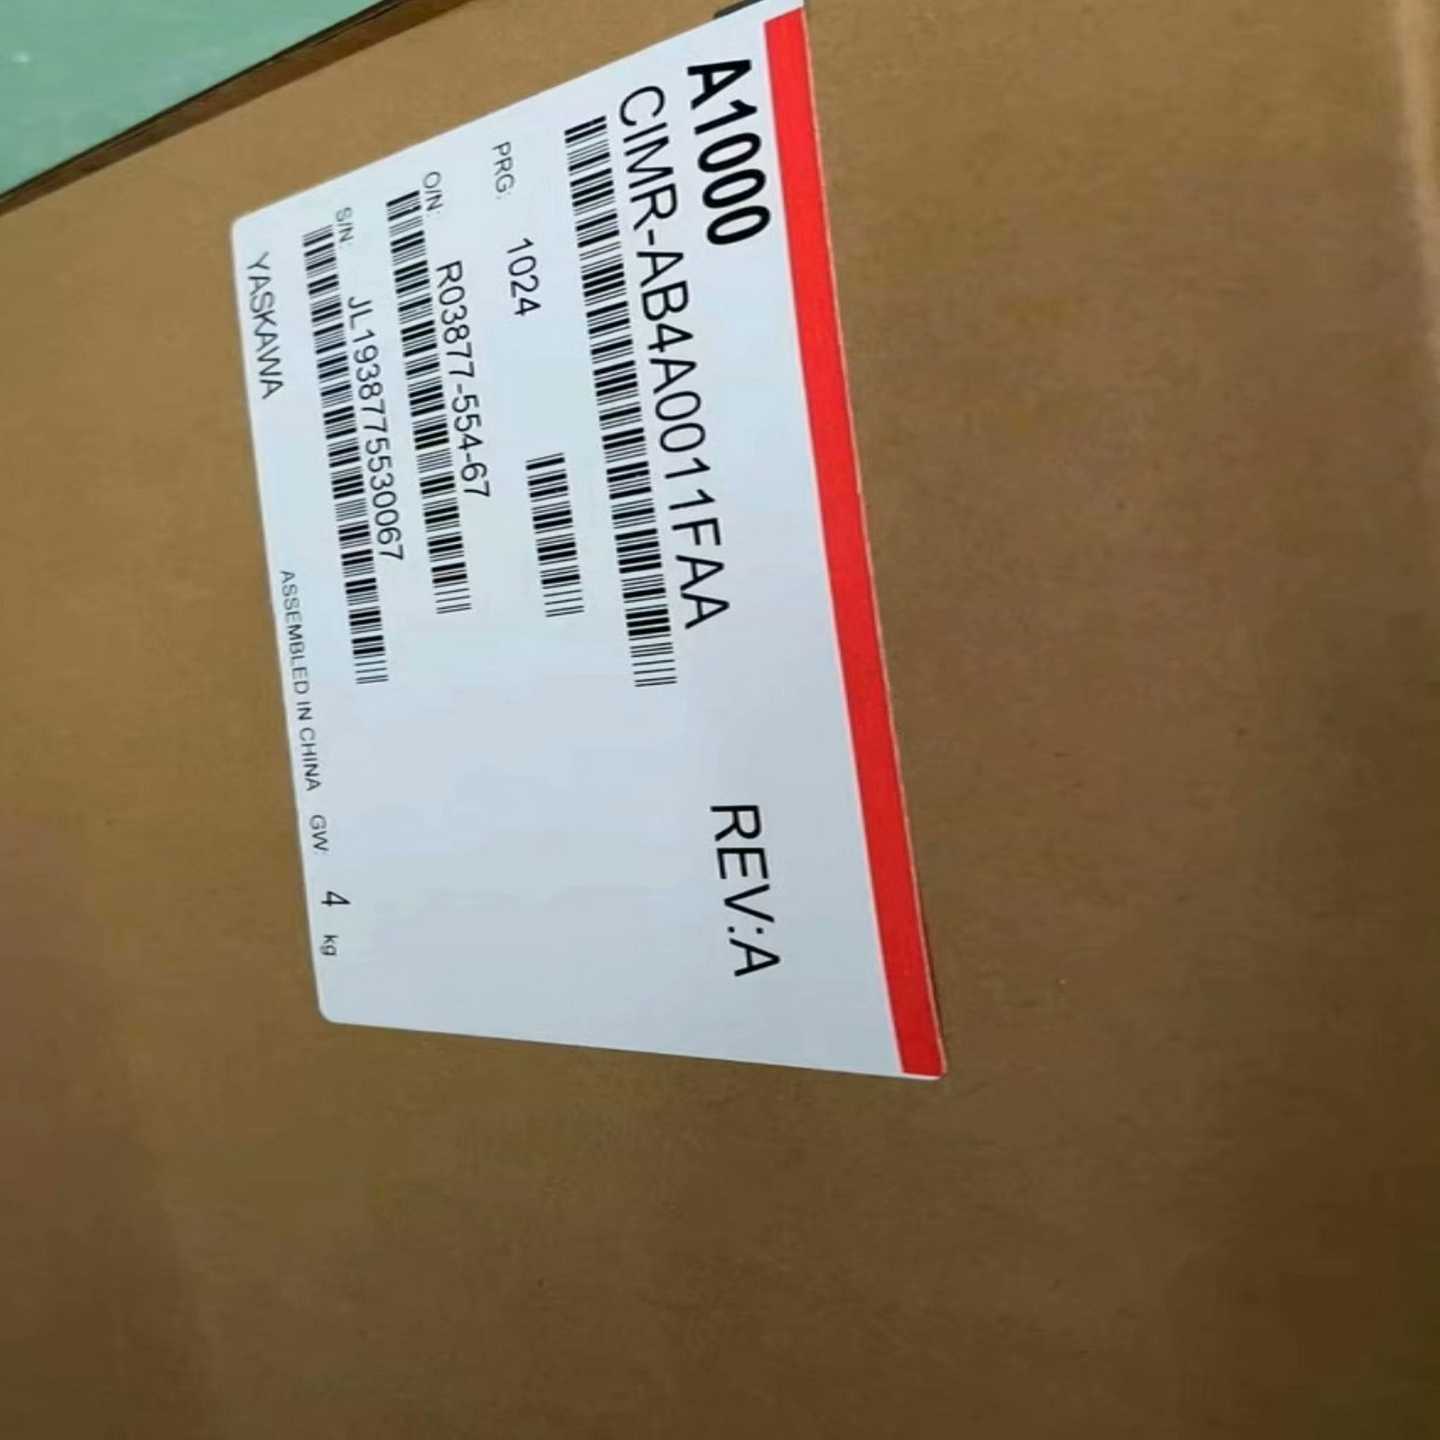 A1000
CIMR-AB4A0011FAA REV:A
PRG: 1024
O/N: R03877-554-67
S/N: JL1938775530067
YASKAWA ASSEMBLED IN CHINA GW: 4 kg